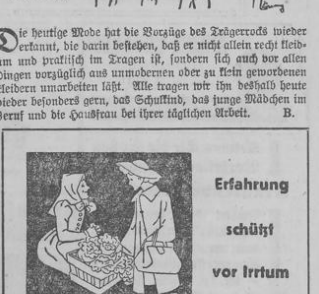 Die heutige Mode hat die Vorzüge des Trägerrocks wieder
erkannt, die darin bestehen, daß er nicht allein recht kleid-
am und praktisch im Tragen ist, sondern sich auch vor allen
Dingen vorzüglich aus unmodernen oder zu klein gewordenen
Kleidern umarbeiten läßt. Alle tragen wir ihn deshalb heute
wieder besonders gern, das Schulkind, das junge Mädchen im
Beruf und die Hausfrau bei ihrer täglichen Arbeit. B.
Erfahrung
schützt
vor Irrtum